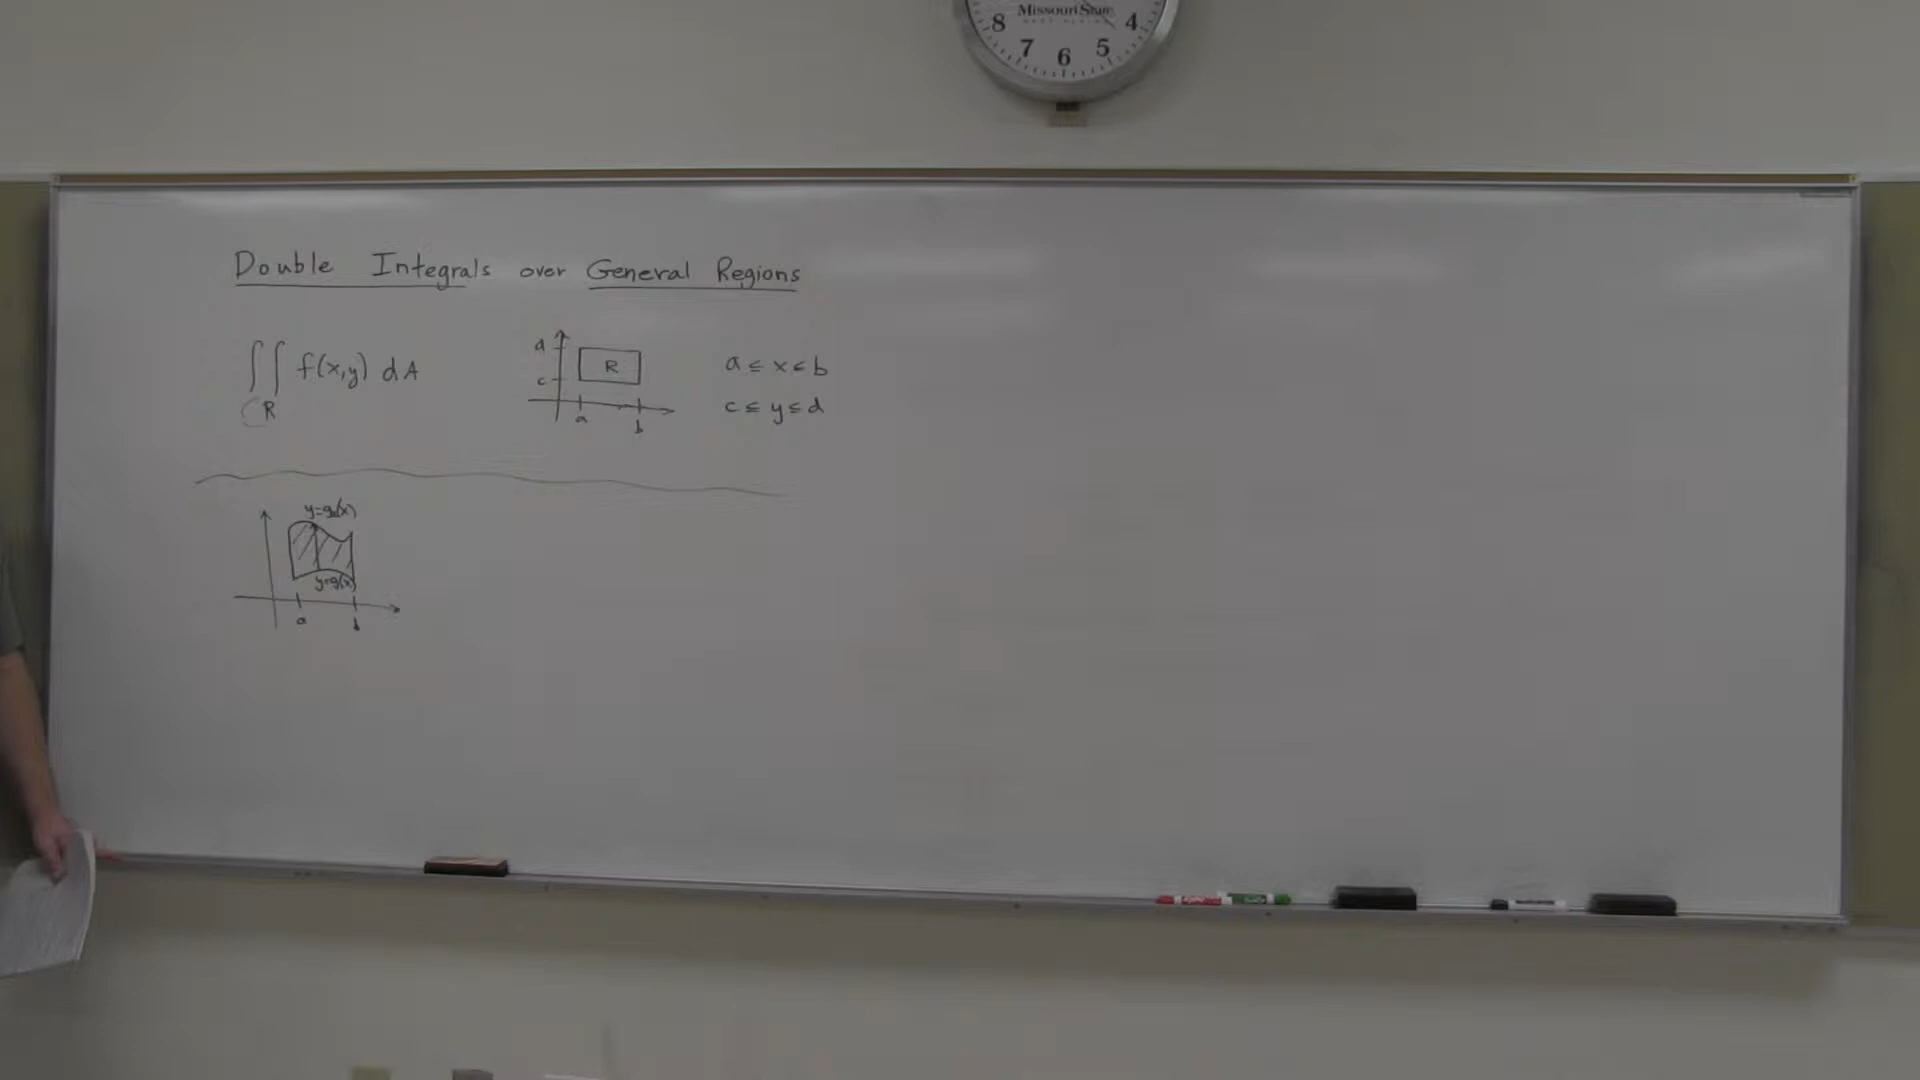 8 Missouri State 4
7 6 5
Double Integrals over General Regions
∫∫ f(x,y) dA
R
d
R
c
a
b
a ≤ x ≤ b
c ≤ y ≤ d
y=g₂(x)
y=g₁(x)
a
b